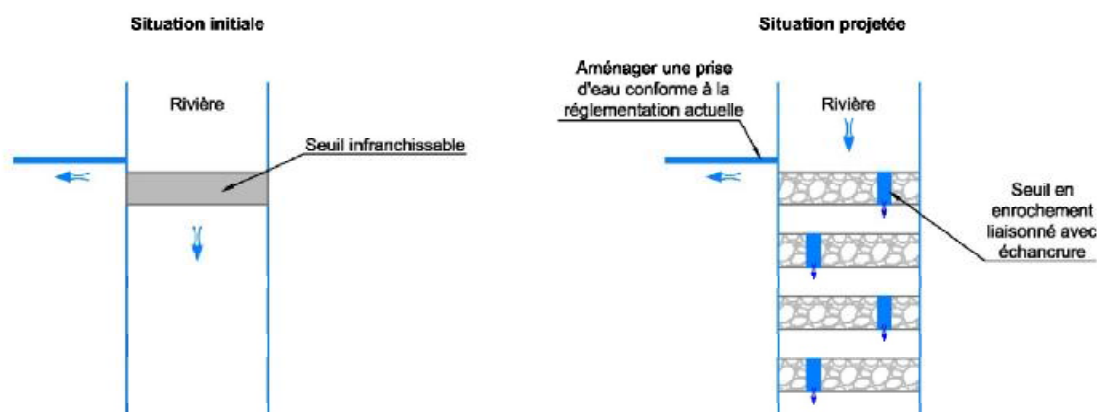 Situation initiale
Rivière
Seuil infranchissable
Situation projetée
Aménager une prise
d'eau conforme à la
réglementation actuelle
Rivière
Seuil en
enrochement
liaisonné avec
échancrure